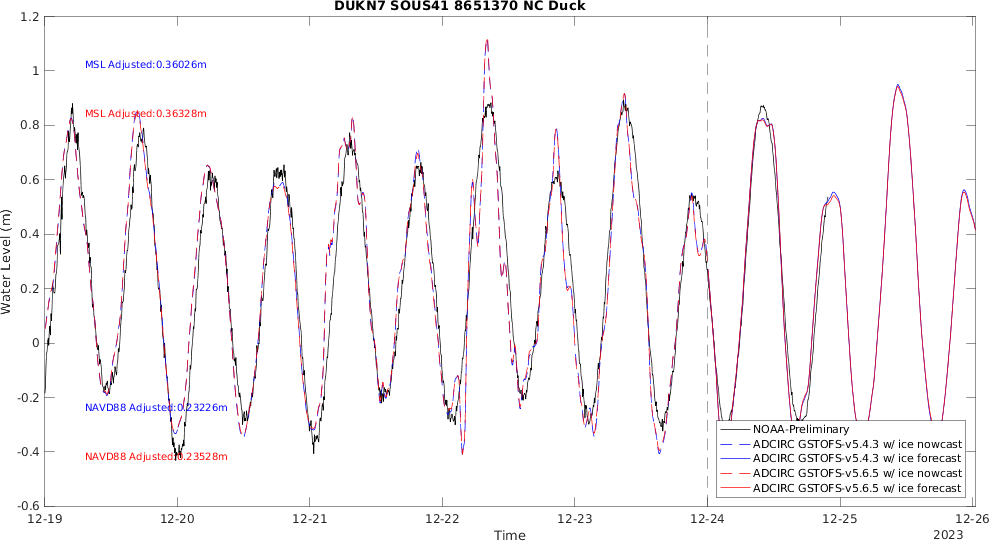 DUKN7 SOUS41 8651370 NC Duck
1.2
1
0.8
0.6
0.4
0.2
0
-0.2
-0.4
-0.6
Water Level (m)
MSL Adjusted:0.36026m
MSL Adjusted:0.36328m
NAVD88 Adjusted:0.23226m
NAVD88 Adjusted:0.23528m
NOAA-Preliminary
ADCIRC GSTOFS-v5.4.3 w/ ice nowcast
ADCIRC GSTOFS-v5.4.3 w/ ice forecast
ADCIRC GSTOFS-v5.6.5 w/ ice nowcast
ADCIRC GSTOFS-v5.6.5 w/ ice forecast
12-19 12-20 12-21 12-22 12-23 12-24 12-25 12-26
Time
2023